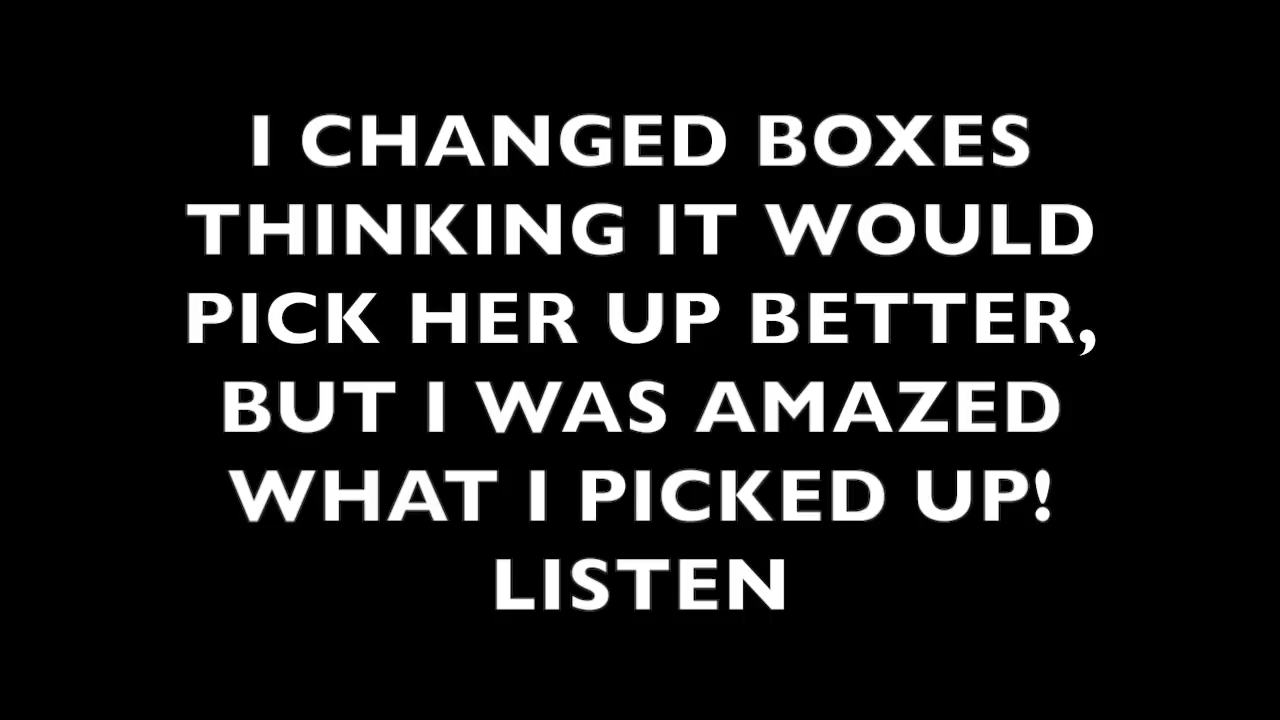 I CHANGED BOXES
THINKING IT WOULD
PICK HER UP BETTER,
BUT I WAS AMAZED
WHAT I PICKED UP!
LISTEN